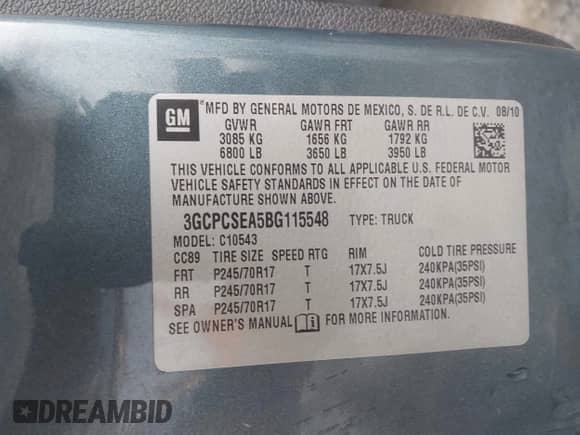 GM
MFD BY GENERAL MOTORS DE MEXICO, S. DE R.L. DE C.V. 08/10
GVWR GAWR FRT GAWR RR
3085 KG 1656 KG 1792 KG
6800 LB 3650 LB 3950 LB
THIS VEHICLE CONFORMS TO ALL APPLICABLE U.S. FEDERAL MOTOR
VEHICLE SAFETY STANDARDS IN EFFECT ON THE DATE OF
MANUFACTURE SHOWN ABOVE.
3GCPCSEA5BG115548 TYPE: TRUCK
MODEL: C10543
CC89 TIRE SIZE SPEED RTG RIM COLD TIRE PRESSURE
FRT P245/70R17 T 17X7.5J 240KPA(35PSI)
RR P245/70R17 T 17X7.5J 240KPA(35PSI)
SPA P245/70R17 T 17X7.5J 240KPA(35PSI)
SEE OWNER'S MANUAL FOR MORE INFORMATION.
DREAMBID